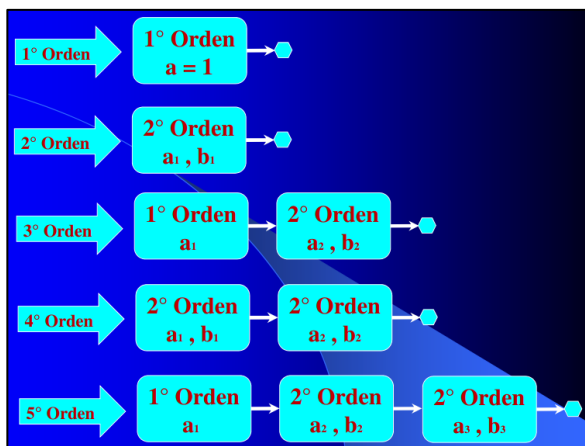 1° Orden
1° Orden
a = 1
2° Orden
2° Orden
a₁ , b₁
3° Orden
1° Orden
a₁
2° Orden
a₂ , b₂
4° Orden
2° Orden
a₁ , b₁
2° Orden
a₂ , b₂
5° Orden
1° Orden
a₁
2° Orden
a₂ , b₂
2° Orden
a₃ , b₃